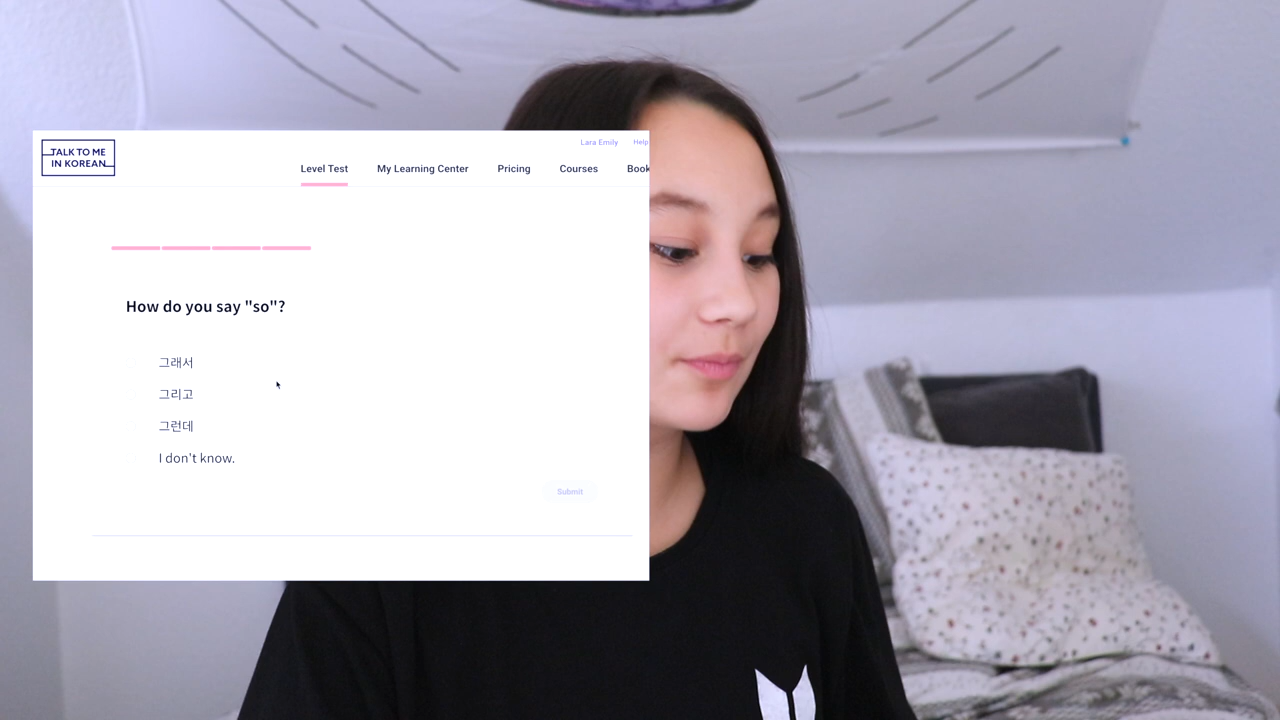 TALK TO ME
IN KOREAN
Lara Emily
Help
Level Test
My Learning Center
Pricing
Courses
Book
How do you say "so"?
그래서
그리고
그런데
I don't know.
Submit